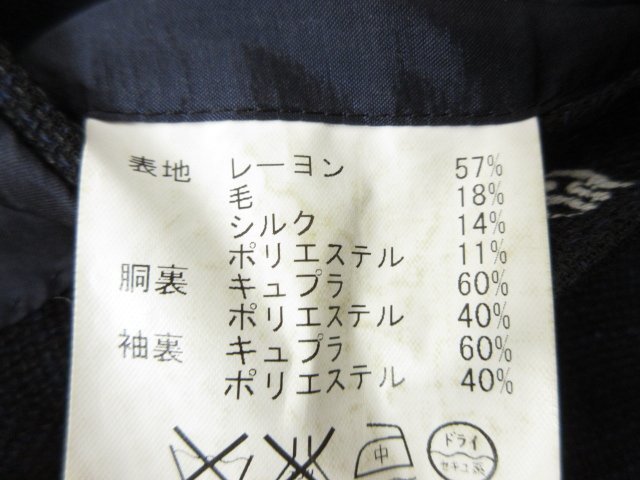 表地 レーヨン 57%
毛 18%
シルク 14%
ポリエステル 11%
胴裏 キュプラ 60%
ポリエステル 40%
袖裏 キュプラ 60%
ポリエステル 40%
中 ドライ
セキユ系